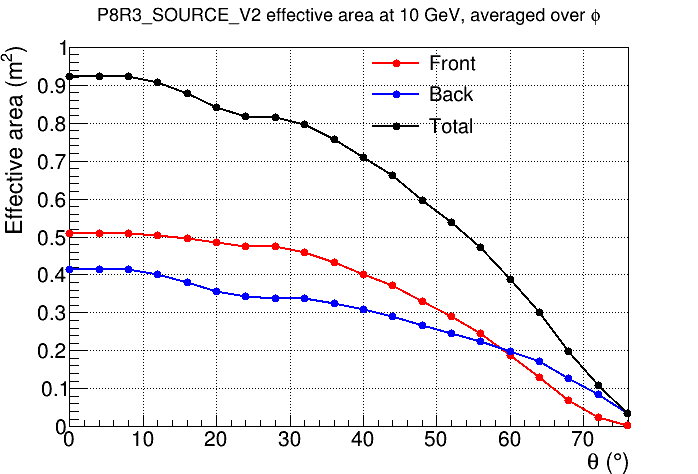 P8R3_SOURCE_V2 effective area at 10 GeV, averaged over ϕ
Effective area (m²)
1
0.9
0.8
0.7
0.6
0.5
0.4
0.3
0.2
0.1
0
Front
Back
Total
0 10 20 30 40 50 60 70
θ (°)